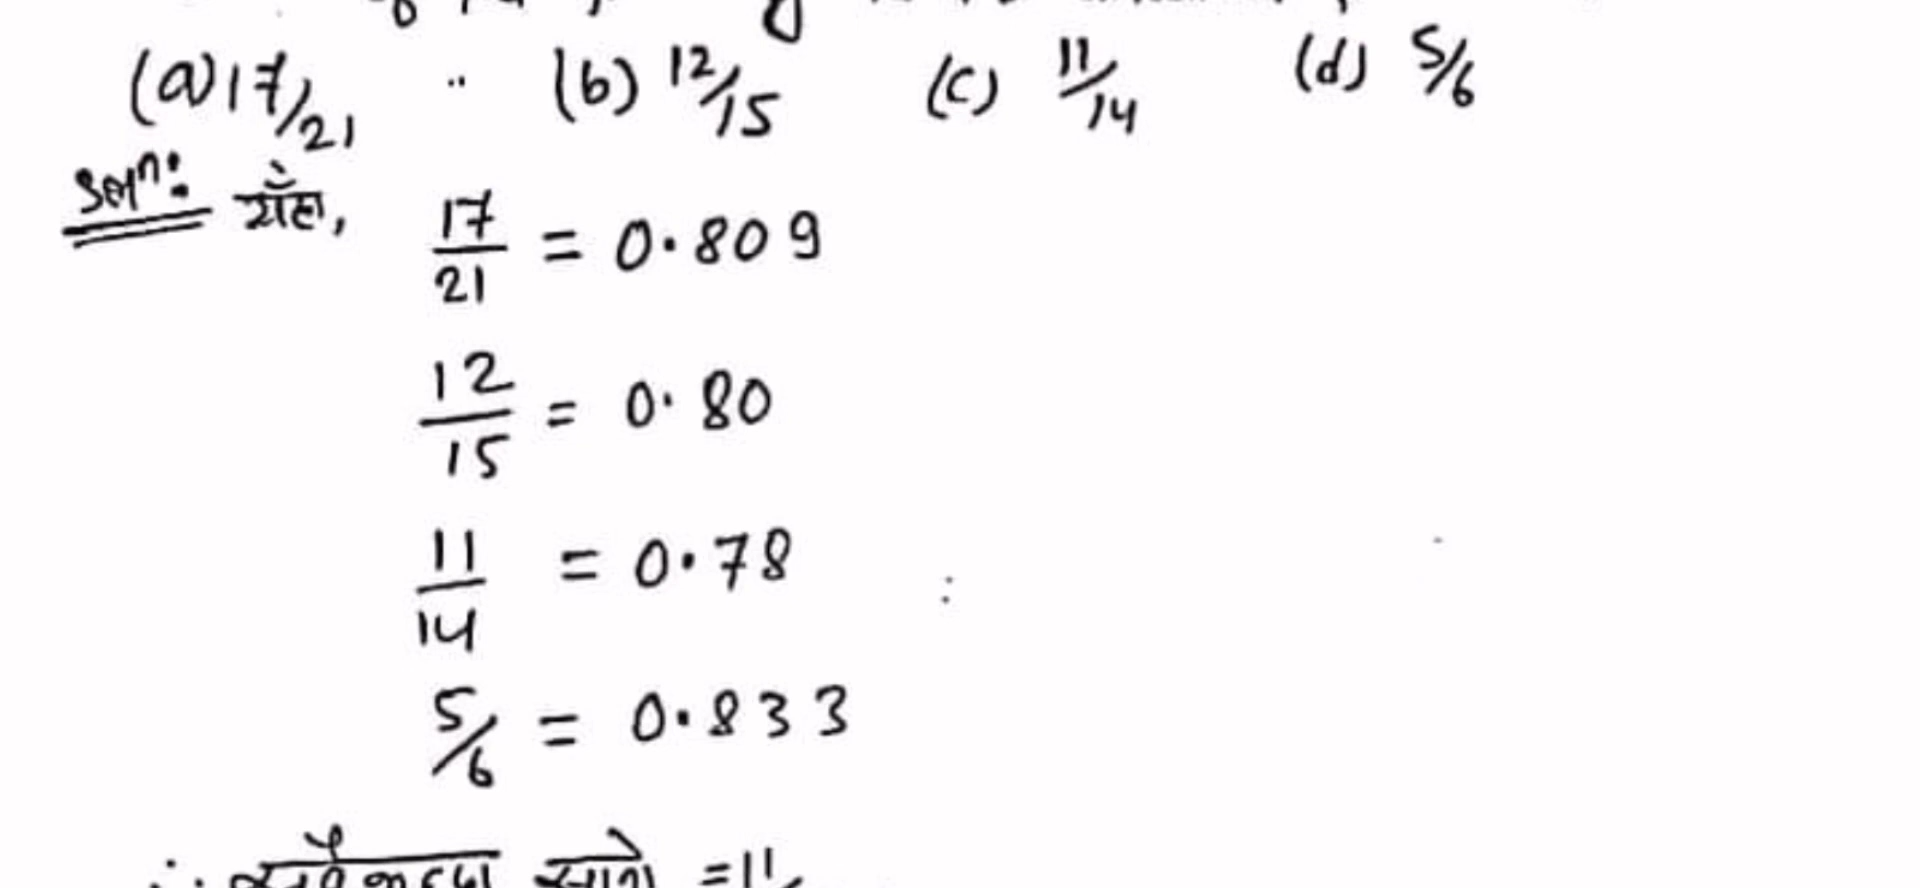 (a) 17/21 (b) 12/15 (c) 11/14 (d) 5/6
Solⁿ: यँहा,
17/21 = 0.809
12/15 = 0.80
11/14 = 0.78
5/6 = 0.833
∴ = 11/